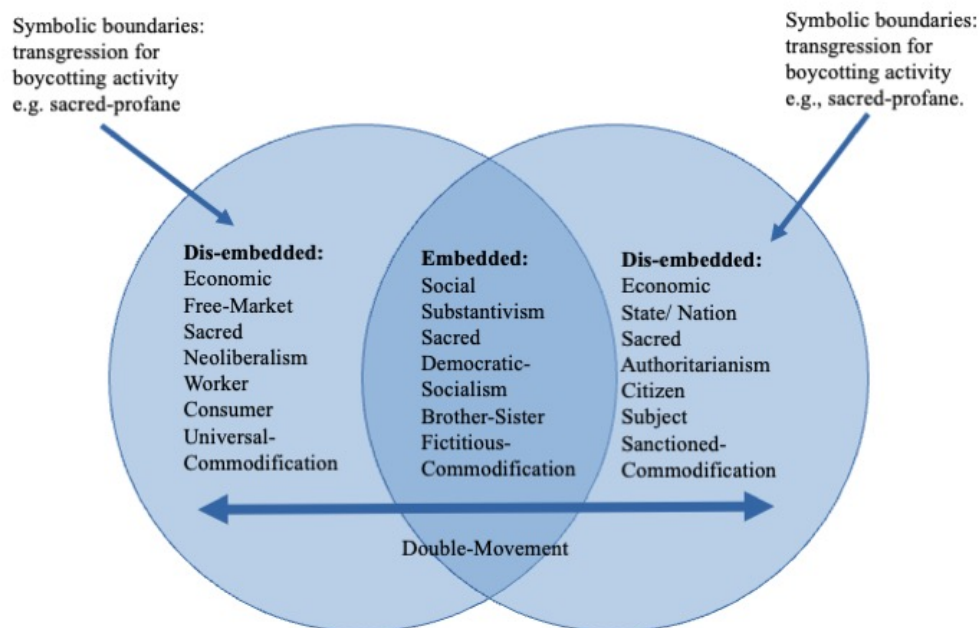 Symbolic boundaries:
transgression for
boycotting activity
e.g. sacred-profane
Symbolic boundaries:
transgression for
boycotting activity
e.g., sacred-profane.
Dis-embedded:
Economic
Free-Market
Sacred
Neoliberalism
Worker
Consumer
Universal-
Commodification
Embedded:
Social
Substantivism
Sacred
Democratic-
Socialism
Brother-Sister
Fictitious-
Commodification
Dis-embedded:
Economic
State/ Nation
Sacred
Authoritarianism
Citizen
Subject
Sanctioned-
Commodification
Double-Movement